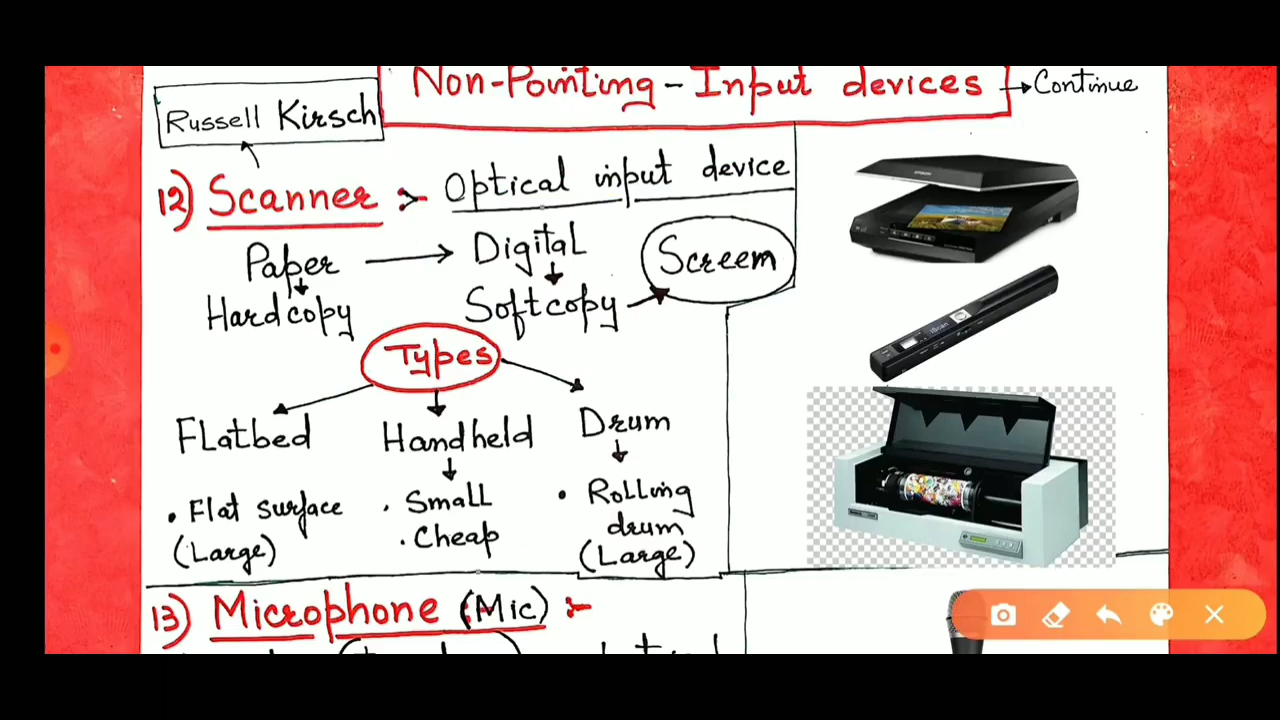 Non-Pointing-Input devices → Continue
Russell Kirsch
12) Scanner :- Optical input device
Paper → Digital
Hardcopy Softcopy → Screem
Types
Flatbed Handheld Drum
• Flat surface • Small • Rolling
(Large) • Cheap drum
(Large)
13) Microphone (Mic) :-